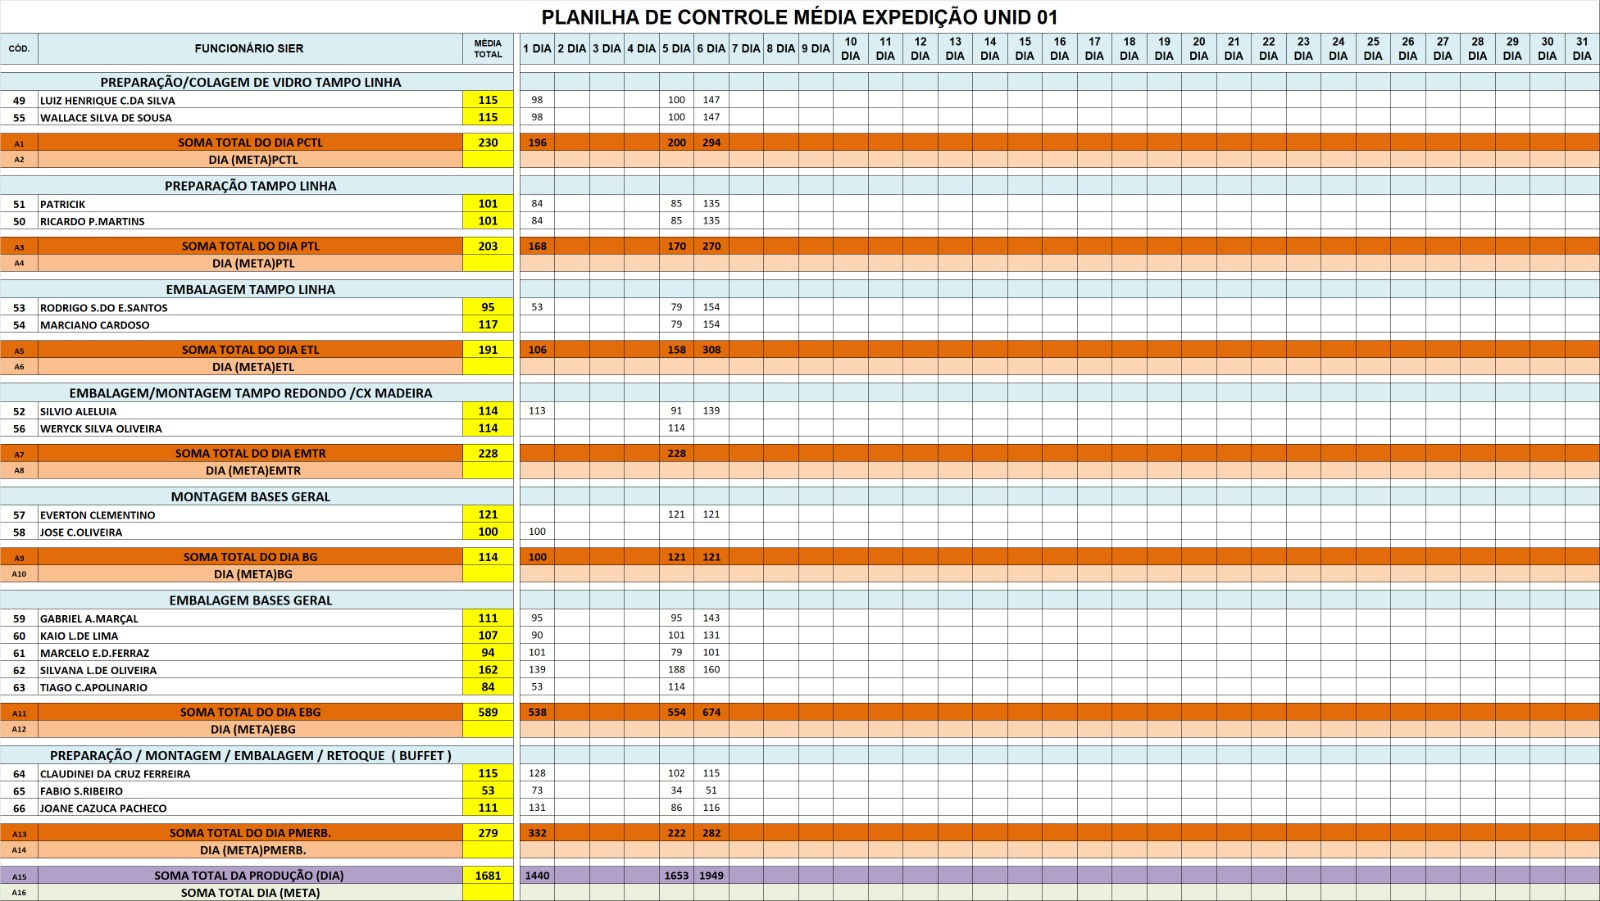 PLANILHA DE CONTROLE MÉDIA EXPEDIÇÃO UNID 01
CÓD. FUNCIONÁRIO SIER MÉDIA TOTAL 1 DIA 2 DIA 3 DIA 4 DIA 5 DIA 6 DIA 7 DIA 8 DIA 9 DIA 10 DIA 11 DIA 12 DIA 13 DIA 14 DIA 15 DIA 16 DIA 17 DIA 18 DIA 19 DIA 20 DIA 21 DIA 22 DIA 23 DIA 24 DIA 25 DIA 26 DIA 27 DIA 28 DIA 29 DIA 30 DIA 31 DIA
PREPARAÇÃO/COLAGEM DE VIDRO TAMPO LINHA
49 LUIZ HENRIQUE C.DA SILVA 115 98 100 147
55 WALLACE SILVA DE SOUSA 115 98 100 147
A1 SOMA TOTAL DO DIA PCTL 230 196 200 294
A2 DIA (META)PCTL
PREPARAÇÃO TAMPO LINHA
51 PATRICIK 101 84 85 135
50 RICARDO P.MARTINS 101 84 85 135
A3 SOMA TOTAL DO DIA PTL 203 168 170 270
A4 DIA (META)PTL
EMBALAGEM TAMPO LINHA
53 RODRIGO S.DO E.SANTOS 95 53 79 154
54 MARCIANO CARDOSO 117 79 154
A5 SOMA TOTAL DO DIA ETL 191 106 158 308
A6 DIA (META)ETL
EMBALAGEM/MONTAGEM TAMPO REDONDO /CX MADEIRA
52 SILVIO ALELUIA 114 113 91 139
56 WERYCK SILVA OLIVEIRA 114 114
A7 SOMA TOTAL DO DIA EMTR 228 228
A8 DIA (META)EMTR
MONTAGEM BASES GERAL
57 EVERTON CLEMENTINO 121 121 121
58 JOSE C.OLIVEIRA 100 100
A9 SOMA TOTAL DO DIA BG 114 100 121 121
A10 DIA (META)BG
EMBALAGEM BASES GERAL
59 GABRIEL A.MARÇAL 111 95 95 143
60 KAIO L.DE LIMA 107 90 101 131
61 MARCELO E.D.FERRAZ 94 101 79 101
62 SILVANA L.DE OLIVEIRA 162 139 188 160
63 TIAGO C.APOLINARIO 84 53 114
A11 SOMA TOTAL DO DIA EBG 589 538 554 674
A12 DIA (META)EBG
PREPARAÇÃO / MONTAGEM / EMBALAGEM / RETOQUE ( BUFFET )
64 CLAUDINEI DA CRUZ FERREIRA 115 128 102 115
65 FABIO S.RIBEIRO 53 73 34 51
66 JOANE CAZUCA PACHECO 111 131 86 116
A13 SOMA TOTAL DO DIA PMERB. 279 332 222 282
A14 DIA (META)PMERB.
A15 SOMA TOTAL DA PRODUÇÃO (DIA) 1681 1440 1653 1949
A16 SOMA TOTAL DIA (META)